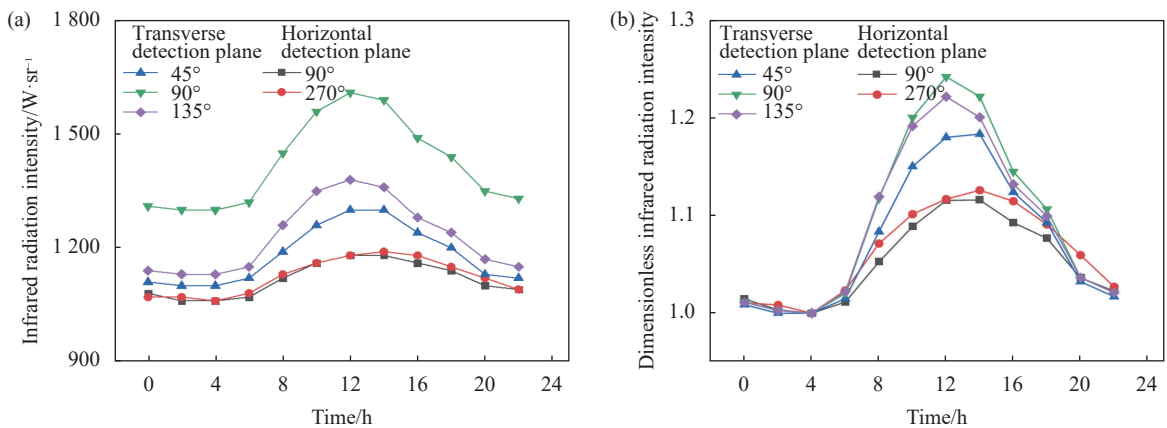 (a)
1 800
1 500
1 200
900
Infrared radiation intensity/W·sr⁻¹
Transverse detection plane
45°
90°
135°
Horizontal detection plane
90°
270°
0 4 8 12 16 20 24
Time/h
(b)
1.3
1.2
1.1
1.0
Dimensionless infrared radiation intensity
Transverse detection plane
45°
90°
135°
Horizontal detection plane
90°
270°
0 4 8 12 16 20 24
Time/h